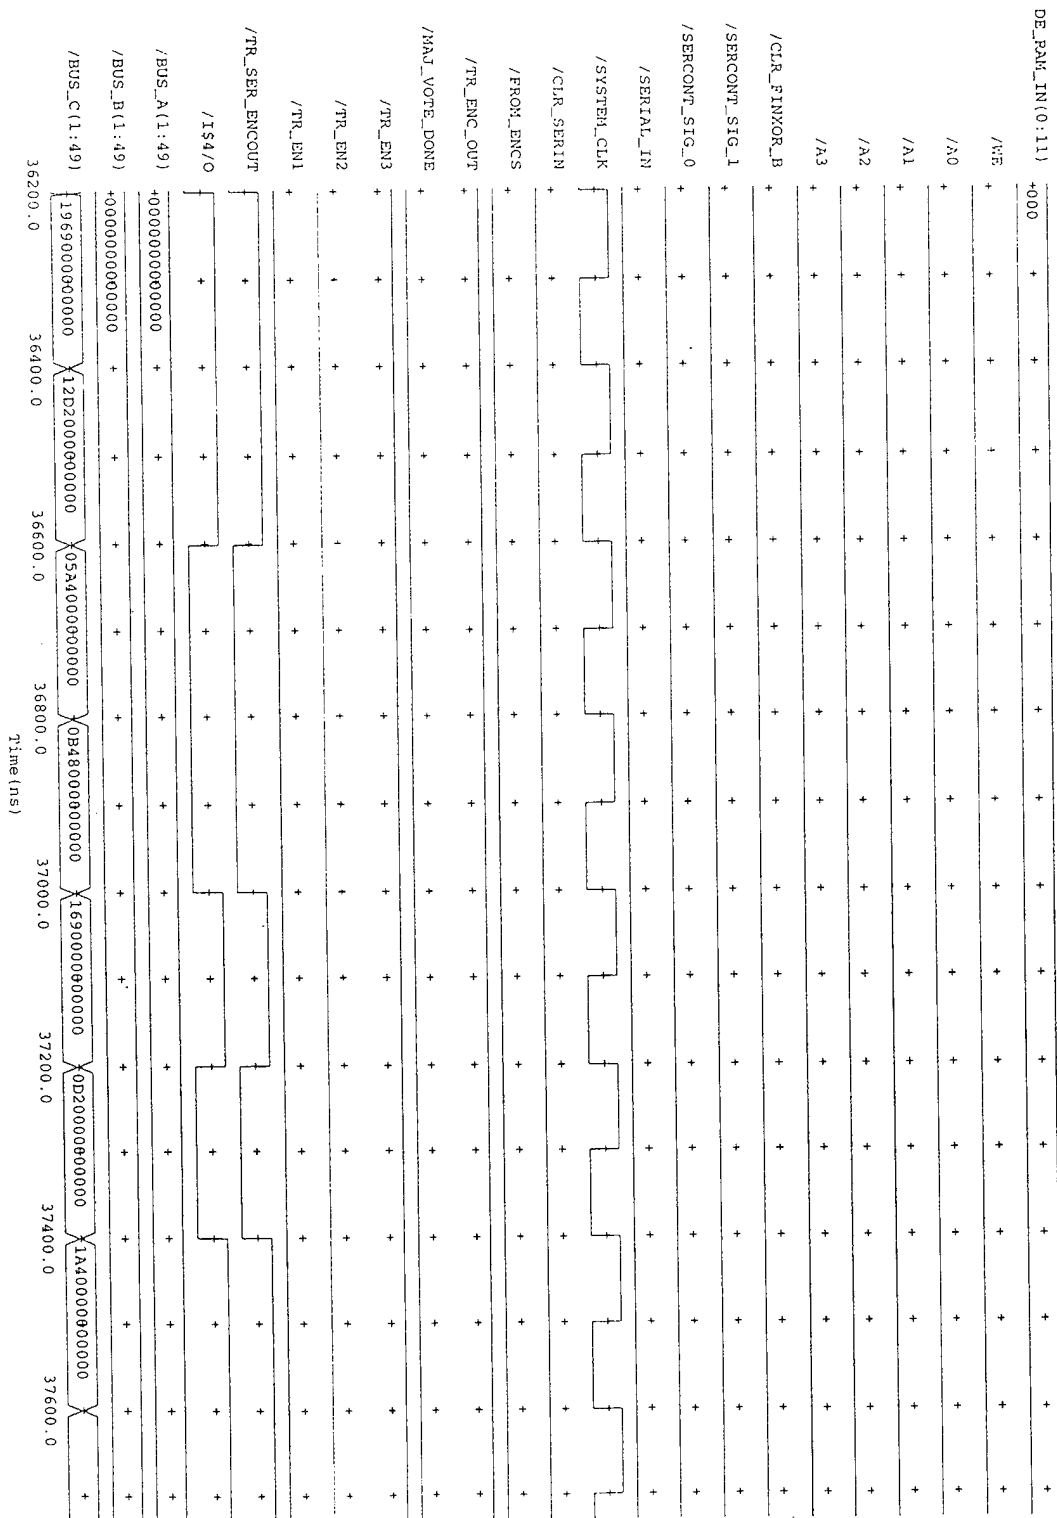 DE_RAM_IN(0:11) 000
/WE
/A0
/A1
/A2
/A3
/CLR_FINXOR_B
/SERCONT_SIG_1
/SERCONT_SIG_0
/SERIAL_IN
/SYSTEM_CLK
/CLR_SERIN
/FROM_ENCS
/TR_ENC_OUT
/MAJ_VOTE_DONE
/TR_EN3
/TR_EN2
/TR_EN1
/TR_SER_ENCOUT
/I$4/O
/BUS_A(1:49) 0000000000000
/BUS_B(1:49) 0000000000000
/BUS_C(1:49) 1969000000000 12D2000000000 05A4000000000 0B48000000000 1690000000000 0D20000000000 1A40000000000
36200.0 36400.0 36600.0 36800.0 37000.0 37200.0 37400.0 37600.0
Time(ns)